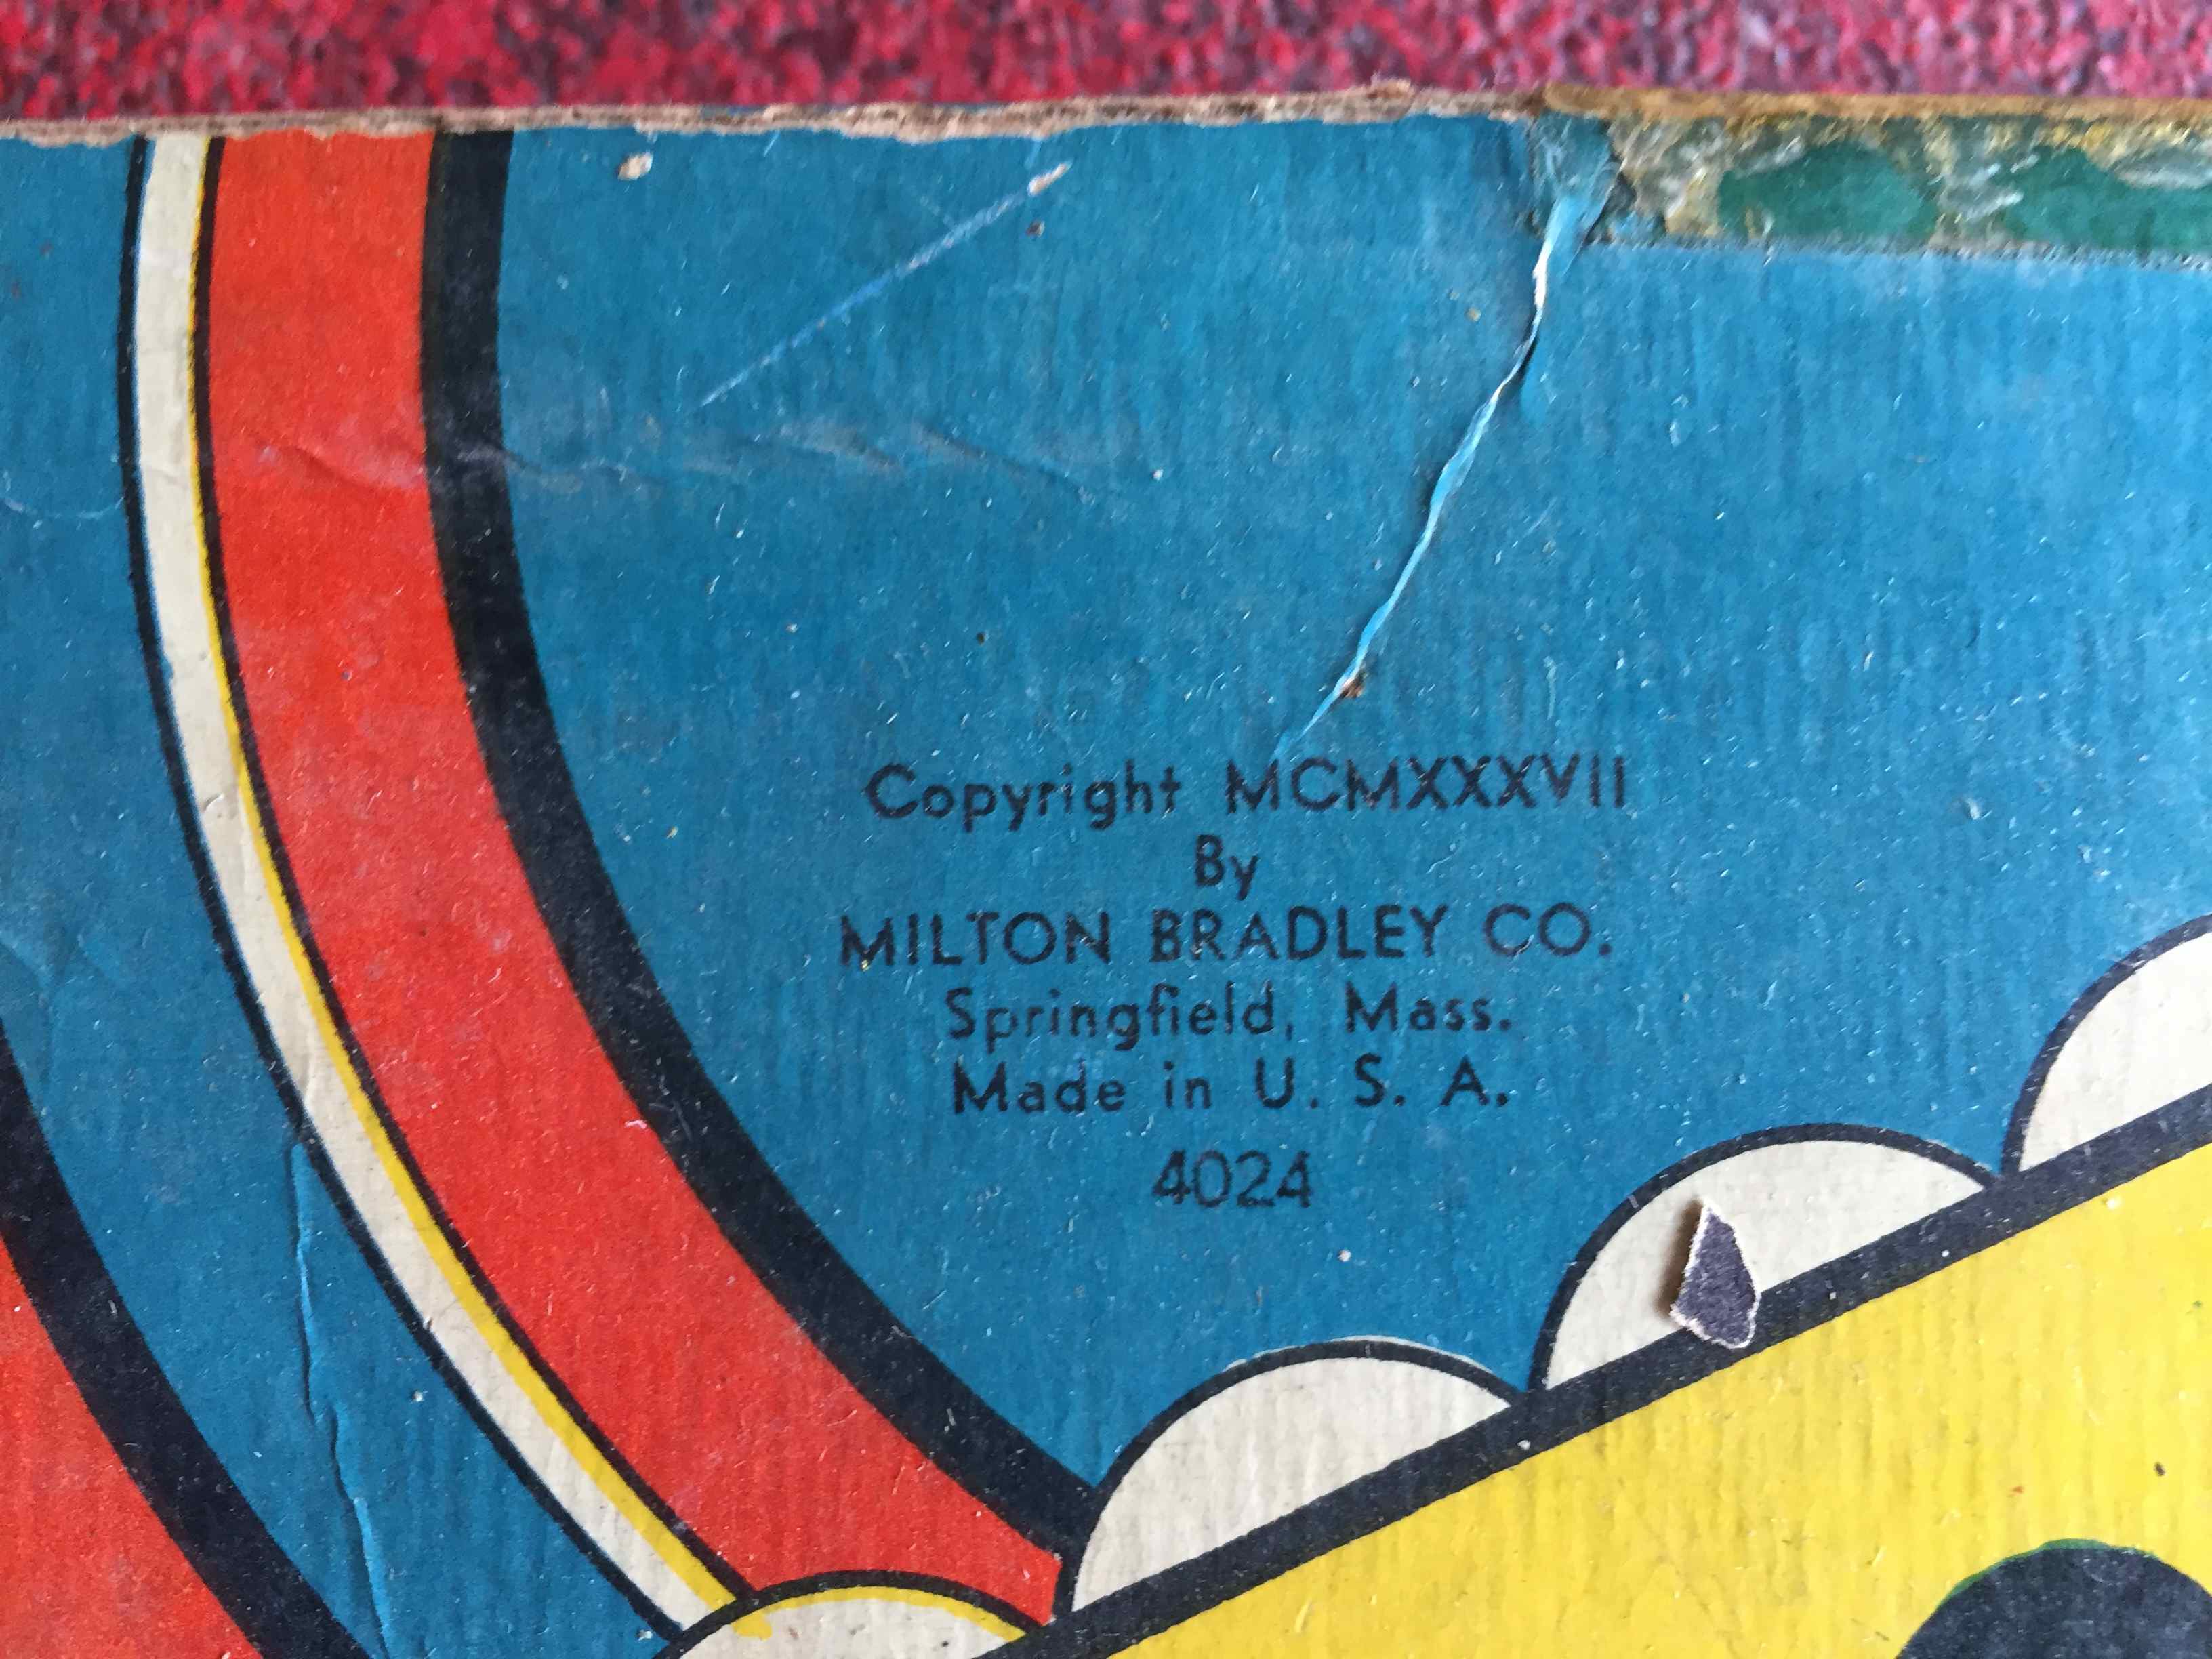 Copyright MCMXXXVII
By
MILTON BRADLEY CO.
Springfield, Mass.
Made in U. S. A.
4024